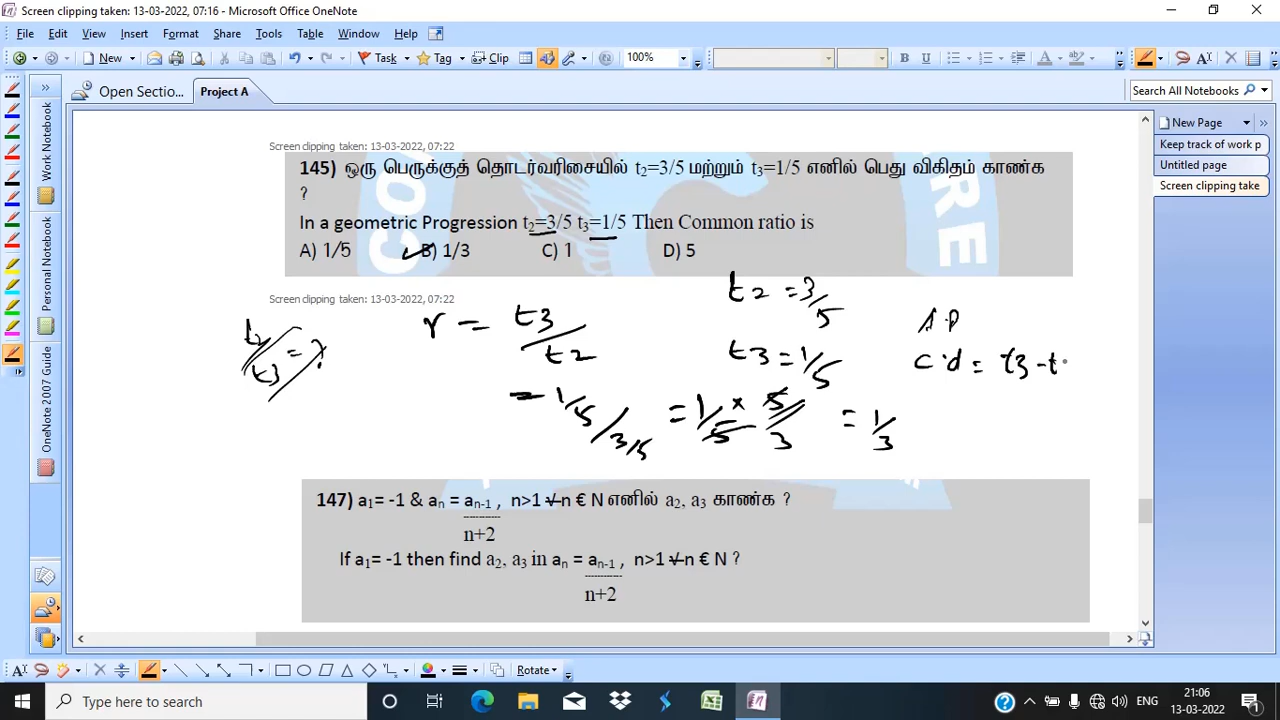 Screen clipping taken: 13-03-2022, 07:16 - Microsoft Office OneNote
File Edit View Insert Format Share Tools Table Window Help
New Task Tag Clip 100% B I U A
Open Sectio... Project A Search All Notebooks
New Page
Keep track of work p
Untitled page
Screen clipping take
Work Notebook
Personal Notebook
OneNote 2007 Guide
Screen clipping taken: 13-03-2022, 07:22
145) ஒரு பெருக்குத் தொடர்வரிசையில் t2=3/5 மற்றும் t3=1/5 எனில் பெது விகிதம் காண்க
?
In a geometric Progression t2=3/5 t3=1/5 Then Common ratio is
A) 1/5 B) 1/3 C) 1 D) 5
Screen clipping taken: 13-03-2022, 07:22
t2/t3 = ?
r = t3/t2
t2 = 3/5
t3 = 1/5
= 1/5 / 3/5 = 1/5 × 5/3 = 1/3
A P
c.d = t3 - t
147) a1= -1 & an = an-1 , n>1 ∀ n € N எனில் a2, a3 காண்க ?
n+2
If a1= -1 then find a2, a3 in an = an-1 , n>1 ∀ n € N ?
n+2
Rotate
Type here to search
ENG
21:06
13-03-2022